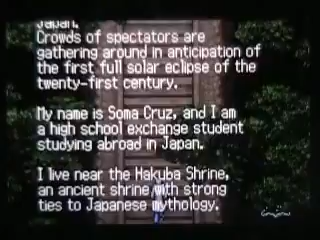 Japan.
Crowds of spectators are
gathering around in anticipation of
the first full solar eclipse of the
twenty-first century.
My name is Soma Cruz, and I am
a high school exchange student
studying abroad in Japan.
I live near the Hakuba Shrine,
an ancient shrine with strong
ties to Japanese mythology.